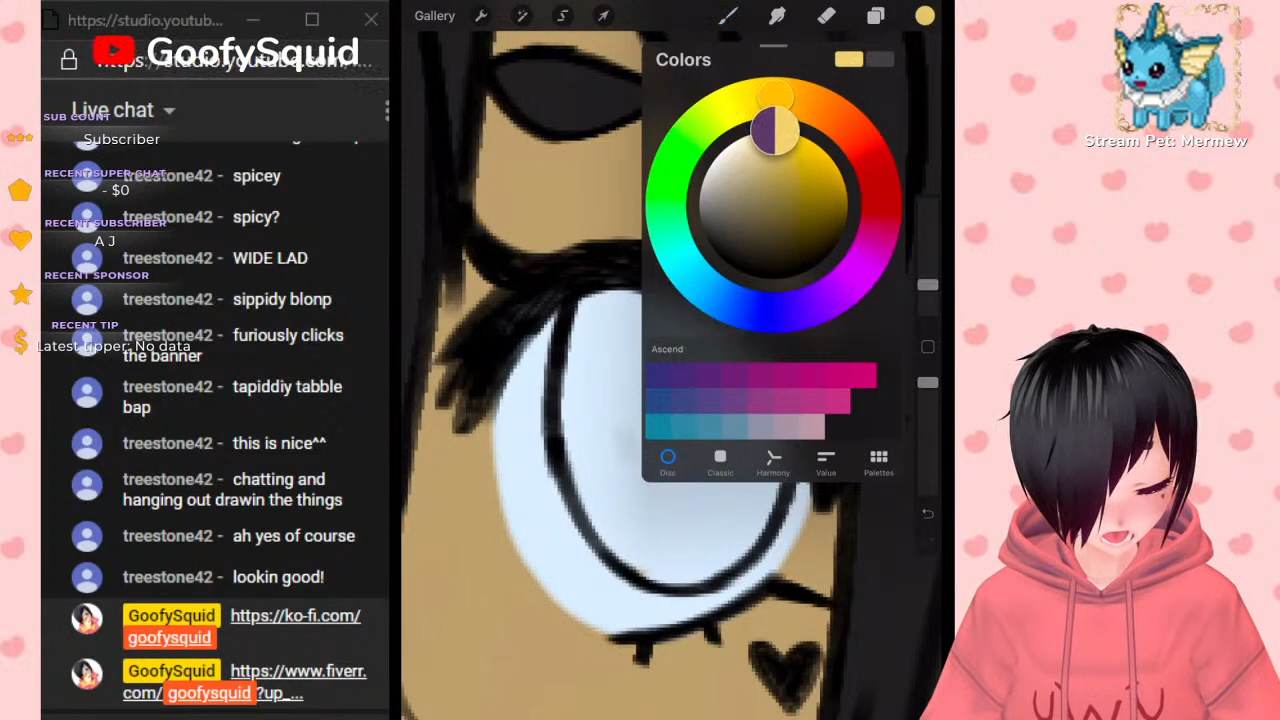 https://studio.youtub...
GoofySquid
https://studio.youtube.com/...
Live chat
SUB COUNT
Subscriber
treestone42 - spicey
RECENT SUPER CHAT
- $0
treestone42 - spicy?
RECENT SUBSCRIBER
A J
treestone42 - WIDE LAD
RECENT SPONSOR
treestone42 - sippidy blonp
RECENT TIP
Latest tipper: No data
treestone42 - furiously clicks
the banner
treestone42 - tapiddiy tabble
bap
treestone42 - this is nice^^
treestone42 - chatting and
hanging out drawin the things
treestone42 - ah yes of course
treestone42 - lookin good!
GoofySquid https://ko-fi.com/
goofysquid
GoofySquid https://www.fiverr.
com/goofysquid?up_...
Gallery
Colors
Ascend
Disc
Classic
Harmony
Value
Palettes
Stream Pet: Mermew
UWU